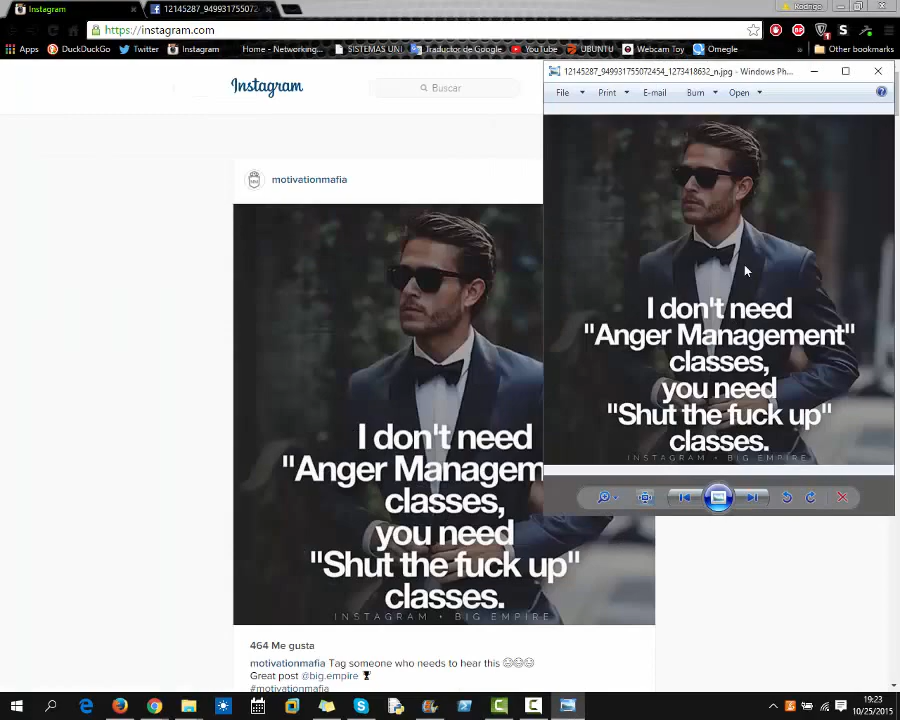 Instagram
12145287_9499317550724
Rodrigo
https://instagram.com
Apps
DuckDuckGo
Twitter
Instagram
Home - Networking...
SISTEMAS UNI
Traductor de Google
YouTube
UBUNTU
Webcam Toy
Omegle
»
Other bookmarks
Instagram
Buscar
motivationmafia
I don't need
"Anger Managem
classes,
you need
"Shut the fuck up"
classes.
INSTAGRAM • BIG EMPIRE
464 Me gusta
motivationmafia Tag someone who needs to hear this
Great post @big.empire
#motivationmafia
12145287_949931755072454_1273418632_n.jpg - Windows Ph...
File
Print
E-mail
Burn
Open
I don't need
"Anger Management"
classes,
you need
"Shut the fuck up"
classes.
INSTAGRAM • BIG EMPIRE
19:23
10/25/2015